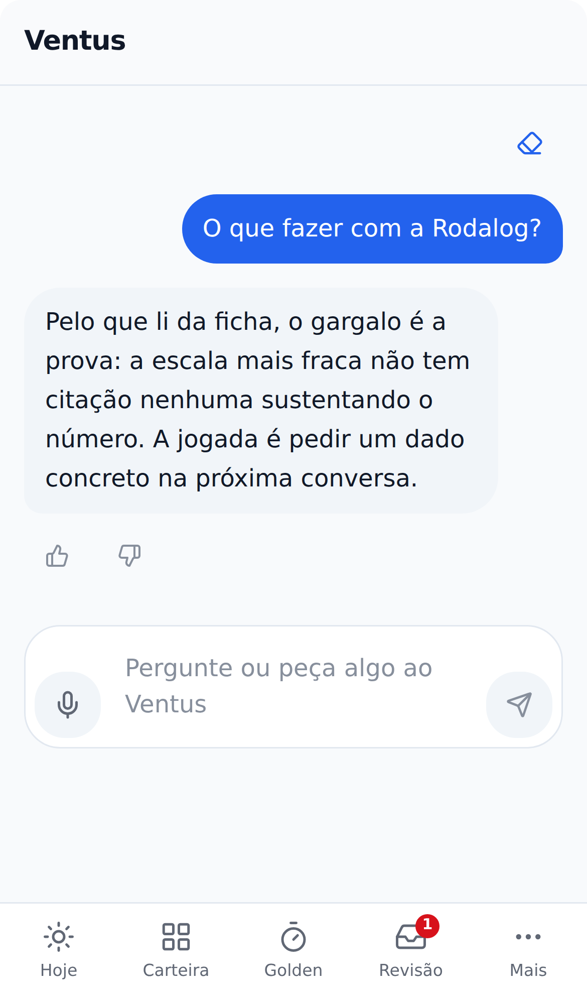 Ventus
O que fazer com a Rodalog?
Pelo que li da ficha, o gargalo é a
prova: a escala mais fraca não tem
citação nenhuma sustentando o
número. A jogada é pedir um dado
concreto na próxima conversa.
Pergunte ou peça algo ao
Ventus
1
Hoje
Carteira
Golden
Revisão
Mais